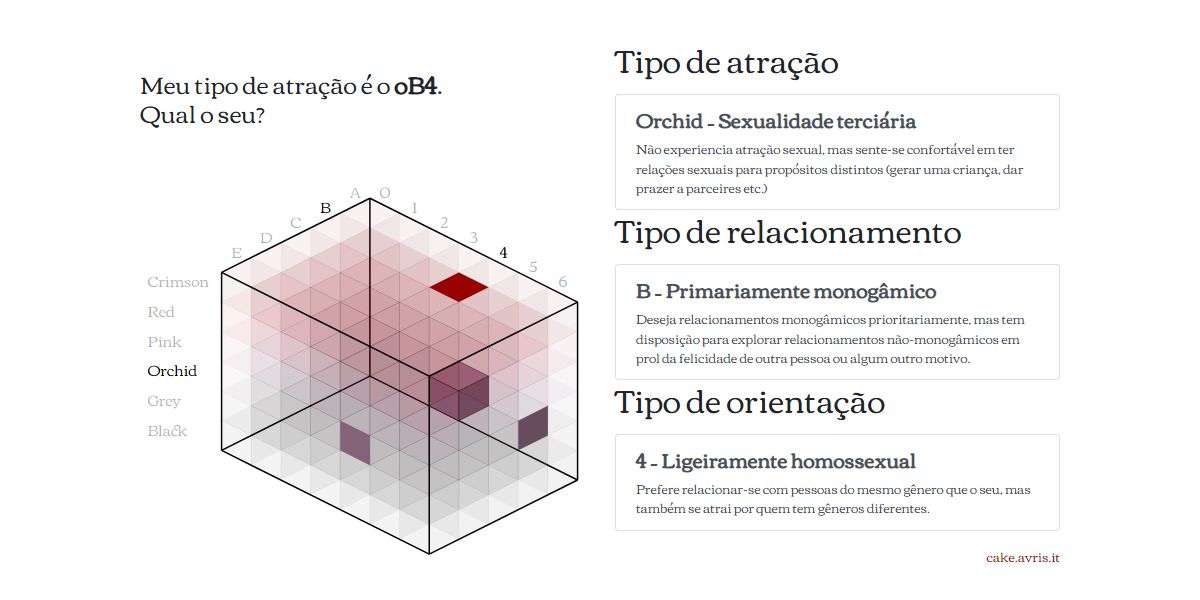 Meu tipo de atração é o oB4.
Qual o seu?
A O
B 1
C 2
D 3
E 4
5
6
Crimson
Red
Pink
Orchid
Grey
Black
Tipo de atração
Orchid - Sexualidade terciária
Não experiencia atração sexual, mas sente-se confortável em ter
relações sexuais para propósitos distintos (gerar uma criança, dar
prazer a parceires etc.)
Tipo de relacionamento
B - Primariamente monogâmico
Deseja relacionamentos monogâmicos prioritariamente, mas tem
disposição para explorar relacionamentos não-monogâmicos em
prol da felicidade de outra pessoa ou algum outro motivo.
Tipo de orientação
4 - Ligeiramente homossexual
Prefere relacionar-se com pessoas do mesmo gênero que o seu, mas
também se atrai por quem tem gêneros diferentes.
cake.avris.it